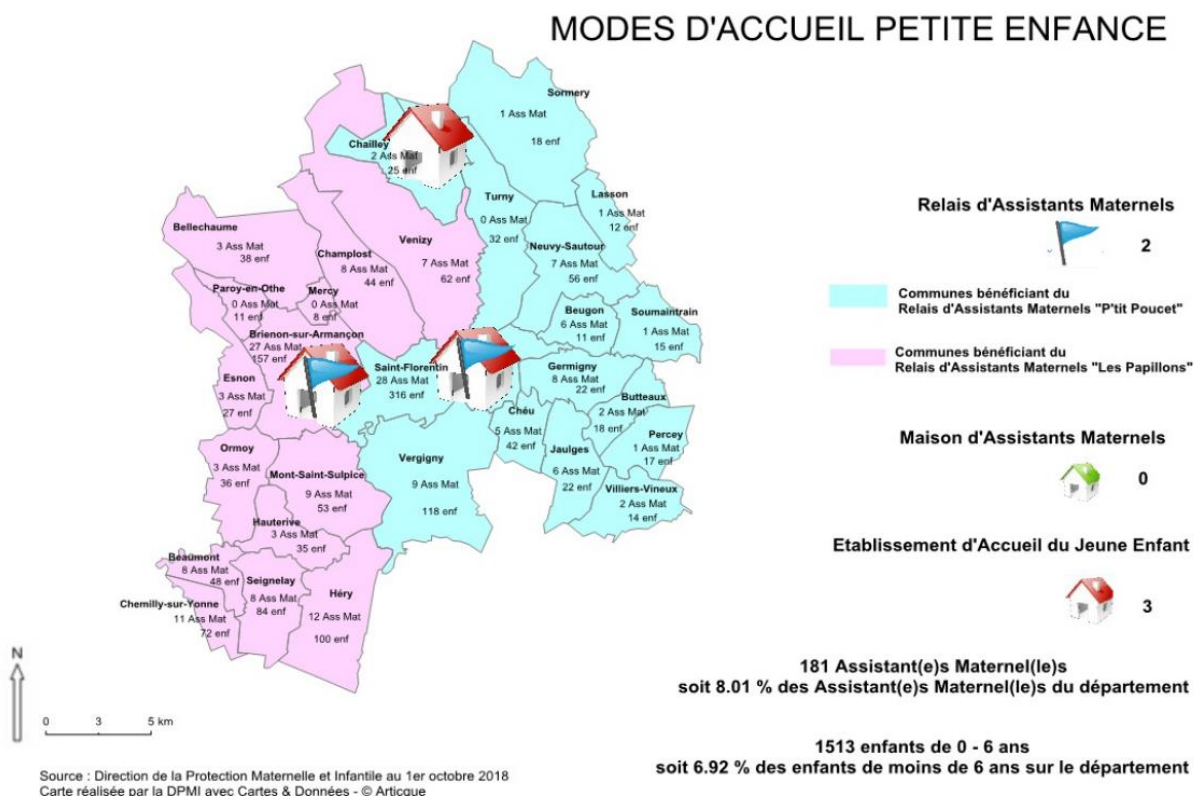 MODES D'ACCUEIL PETITE ENFANCE
Sormery
1 Ass Mat
18 enf
Chailley
2 Ass Mat
25 enf
Turny
0 Ass Mat
32 enf
Lasson
1 Ass Mat
12 enf
Bellechaume
3 Ass Mat
38 enf
Champlost
8 Ass Mat
44 enf
Venizy
7 Ass Mat
62 enf
Neuvy-Sautour
7 Ass Mat
56 enf
Paroy-en-Othe
0 Ass Mat
11 enf
Mercy
0 Ass Mat
8 enf
Beugon
6 Ass Mat
11 enf
Soumaintrain
1 Ass Mat
15 enf
Brienon-sur-Armançon
27 Ass Mat
157 enf
Saint-Florentin
28 Ass Mat
316 enf
Germigny
8 Ass Mat
22 enf
Esnon
3 Ass Mat
27 enf
Butteaux
2 Ass Mat
18 enf
Chéu
5 Ass Mat
42 enf
Percey
1 Ass Mat
17 enf
Ormoy
3 Ass Mat
36 enf
Mont-Saint-Sulpice
9 Ass Mat
53 enf
Vergigny
9 Ass Mat
118 enf
Jaulges
6 Ass Mat
22 enf
Villiers-Vineux
2 Ass Mat
14 enf
Hauterive
3 Ass Mat
35 enf
Beaumont
8 Ass Mat
48 enf
Seignelay
8 Ass Mat
84 enf
Héry
12 Ass Mat
100 enf
Chemilly-sur-Yonne
11 Ass Mat
72 enf
Relais d'Assistants Maternels
2
Communes bénéficiant du
Relais d'Assistants Maternels "P'tit Poucet"
Communes bénéficiant du
Relais d'Assistants Maternels "Les Papillons"
Maison d'Assistants Maternels
0
Etablissement d'Accueil du Jeune Enfant
3
181 Assistant(e)s Maternel(le)s
soit 8.01 % des Assistant(e)s Maternel(le)s du département
1513 enfants de 0 - 6 ans
soit 6.92 % des enfants de moins de 6 ans sur le département
N
0 3 5 km
Source : Direction de la Protection Maternelle et Infantile au 1er octobre 2018
Carte réalisée par la DPMI avec Cartes & Données - © Articque